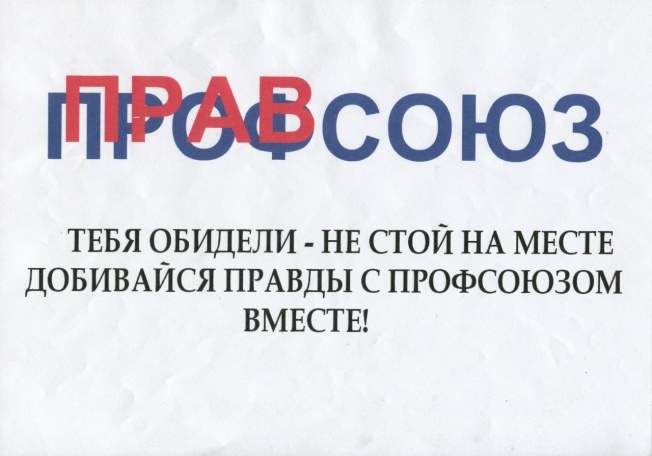 ПРАВ
ПРОФСОЮЗ
ТЕБЯ ОБИДЕЛИ - НЕ СТОЙ НА МЕСТЕ
ДОБИВАЙСЯ ПРАВДЫ С ПРОФСОЮЗОМ
ВМЕСТЕ!